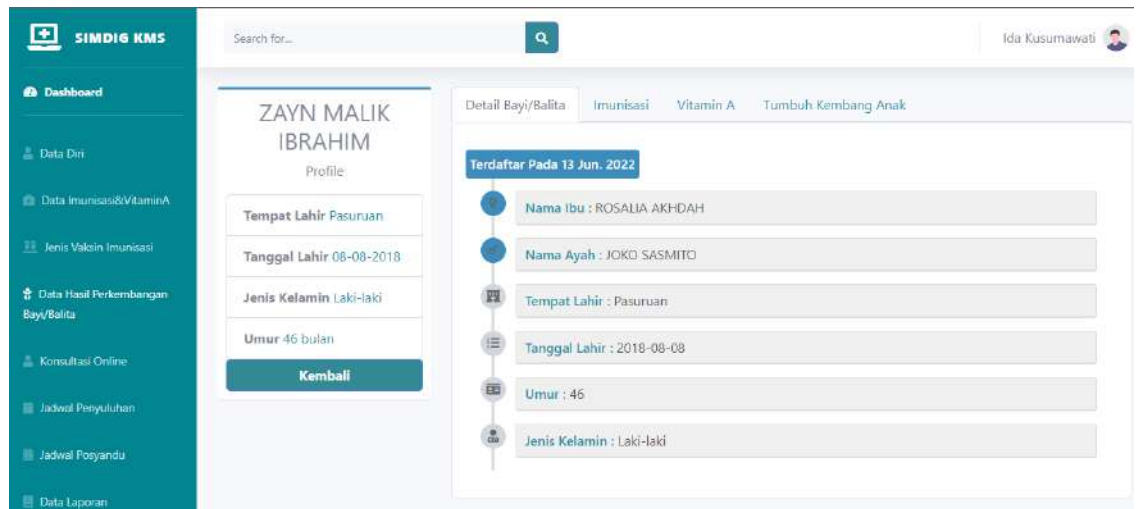 SIMDIG KMS
Search for...
Ida Kusumawati
Dashboard
Data Diri
Data Imunisasi&VitaminA
Jenis Vaksin Imunisasi
Data Hasil Perkembangan
Bayi/Balita
Konsultasi Online
Jadwal Penyuluhan
Jadwal Posyandu
Data Laporan
ZAYN MALIK
IBRAHIM
Profile
Tempat Lahir Pasuruan
Tanggal Lahir 08-08-2018
Jenis Kelamin Laki-laki
Umur 46 bulan
Kembali
Detail Bayi/Balita Imunisasi Vitamin A Tumbuh Kembang Anak
Terdaftar Pada 13 Jun. 2022
Nama Ibu : ROSALIA AKHDAH
Nama Ayah : JOKO SASMITO
Tempat Lahir : Pasuruan
Tanggal Lahir : 2018-08-08
Umur : 46
Jenis Kelamin : Laki-laki